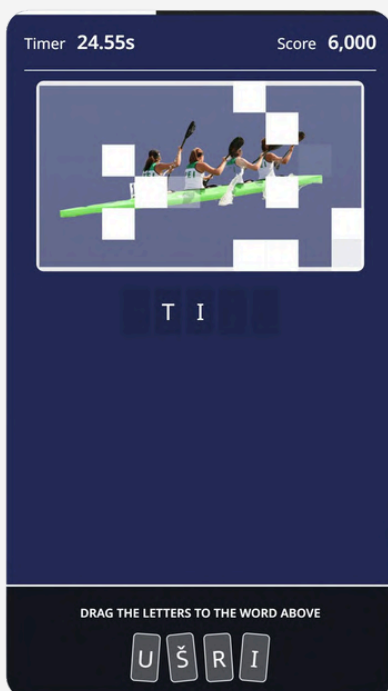 Timer 24.55s Score 6,000
T I
DRAG THE LETTERS TO THE WORD ABOVE
U Š R I